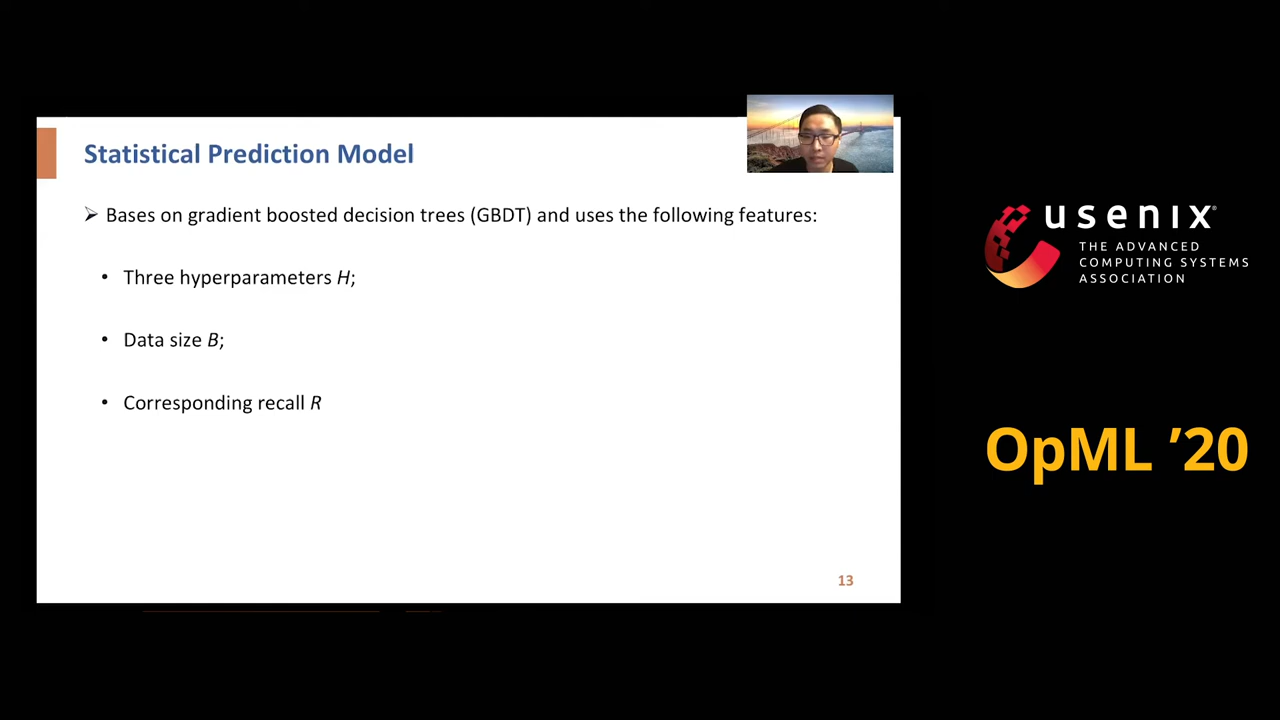 Statistical Prediction Model
➢ Bases on gradient boosted decision trees (GBDT) and uses the following features:
• Three hyperparameters H;
• Data size B;
• Corresponding recall R
13
usenix®
THE ADVANCED
COMPUTING SYSTEMS
ASSOCIATION
OpML ’20